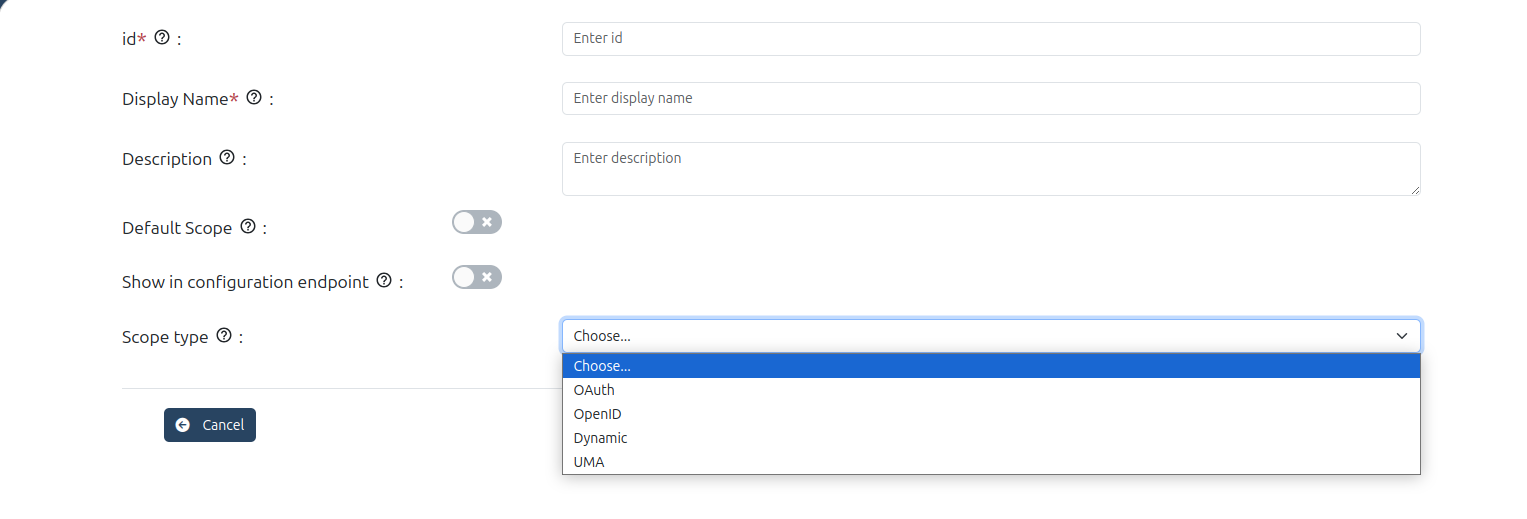 id* :
Enter id
Display Name* :
Enter display name
Description :
Enter description
Default Scope :
Show in configuration endpoint :
Scope type :
Choose...
Choose...
OAuth
OpenID
Dynamic
UMA
Cancel